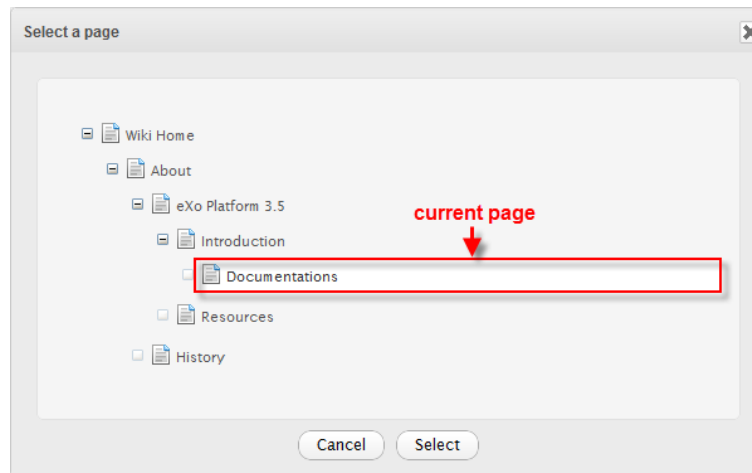 Select a page
Wiki Home
About
eXo Platform 3.5
current page
Introduction
Documentations
Resources
History
Cancel Select